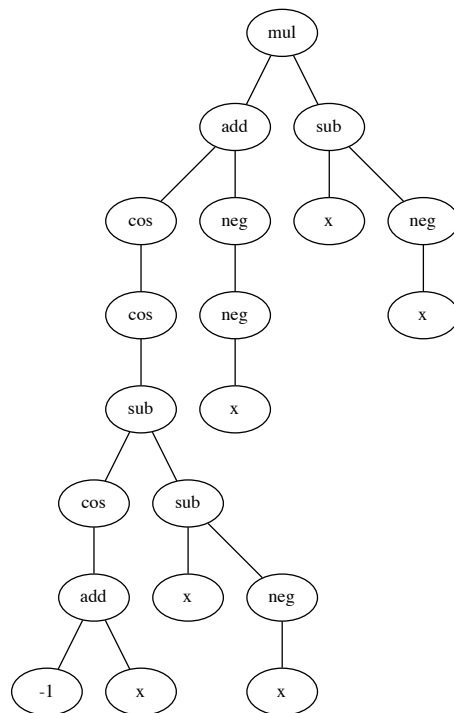 mul
add sub
cos neg x neg
cos neg x
sub x
cos sub
add x neg
-1 x x